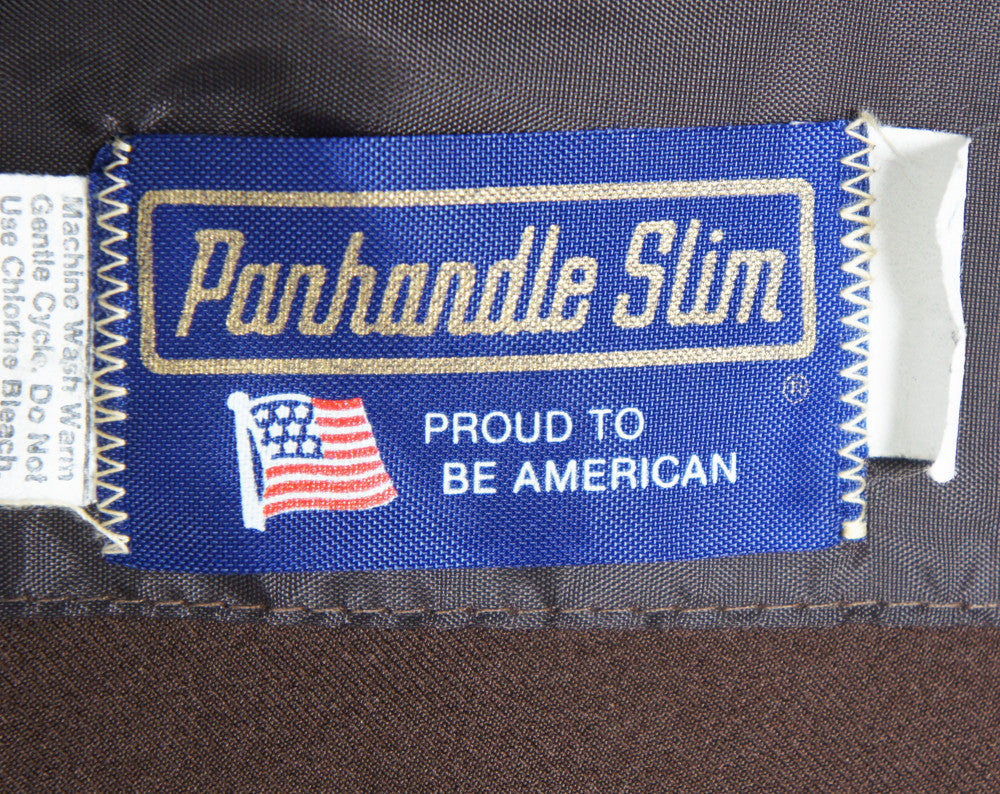 Panhandle Slim
®
PROUD TO
BE AMERICAN
Machine Wash Warm
Gentle Cycle, Do Not
Use Chlorine Bleach